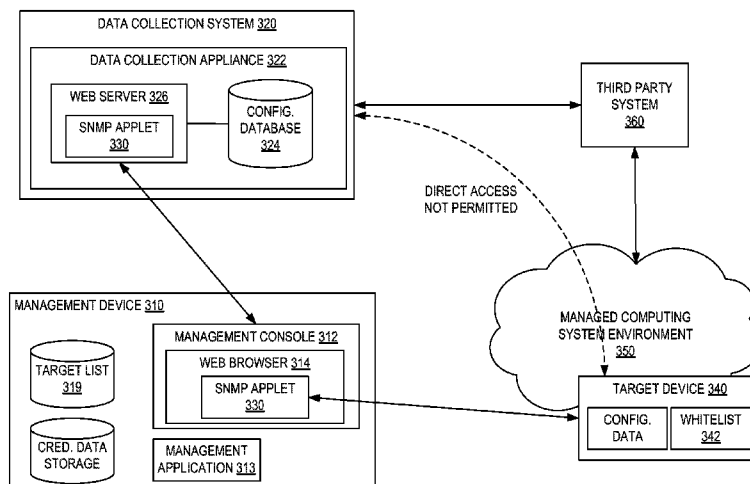 DATA COLLECTION SYSTEM 320
DATA COLLECTION APPLIANCE 322
WEB SERVER 326
SNMP APPLET
330
CONFIG.
DATABASE
324
THIRD PARTY
SYSTEM
360
DIRECT ACCESS
NOT PERMITTED
MANAGED COMPUTING
SYSTEM ENVIRONMENT
350
MANAGEMENT DEVICE 310
MANAGEMENT CONSOLE 312
WEB BROWSER 314
SNMP APPLET
330
TARGET LIST
319
CRED. DATA
STORAGE
MANAGEMENT
APPLICATION 313
TARGET DEVICE 340
CONFIG.
DATA
WHITELIST
342